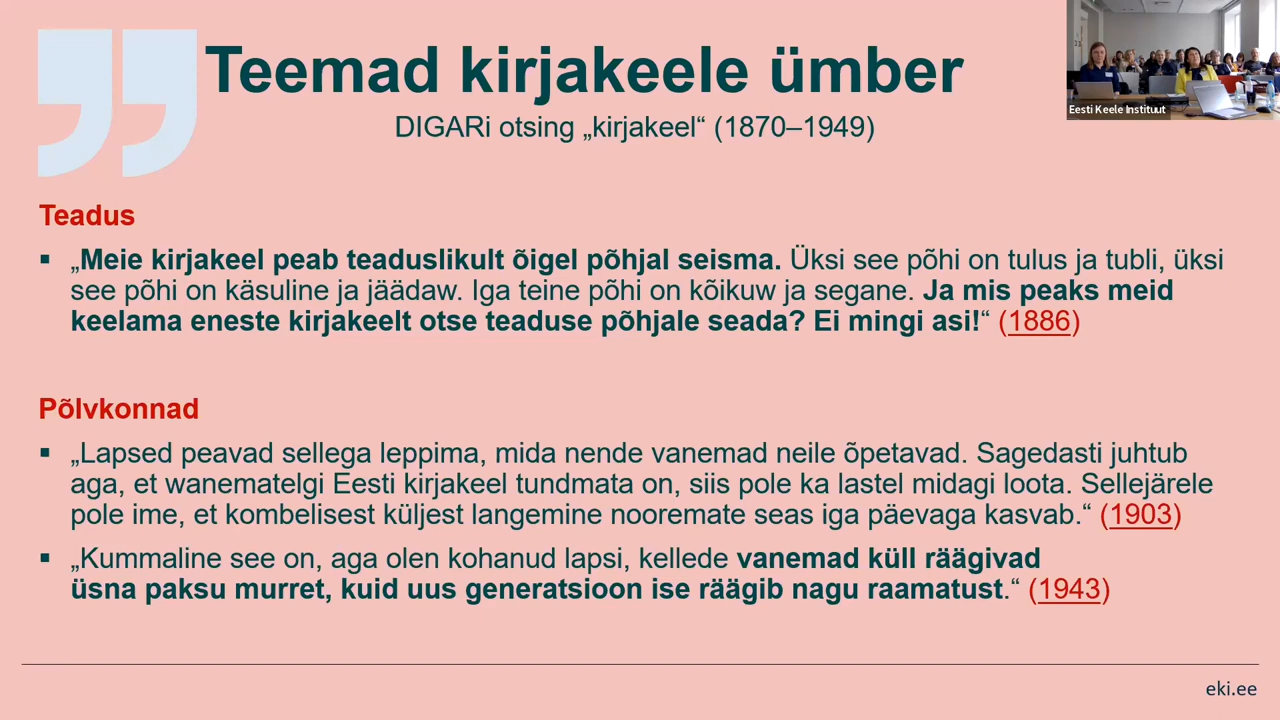 Teemad kirjakeele ümber
Eesti Keele Instituut
DIGARi otsing „kirjakeel“ (1870–1949)
Teadus
▪ „Meie kirjakeel peab teaduslikult õigel põhjal seisma. Üksi see põhi on tulus ja tubli, üksi
see põhi on käsuline ja jäädaw. Iga teine põhi on kõikuw ja segane. Ja mis peaks meid
keelama eneste kirjakeelt otse teaduse põhjale seada? Ei mingi asi!“ (1886)
Põlvkonnad
▪ „Lapsed peavad sellega leppima, mida nende vanemad neile õpetavad. Sagedasti juhtub
aga, et wanematelgi Eesti kirjakeel tundmata on, siis pole ka lastel midagi loota. Sellejärele
pole ime, et kombelisest küljest langemine nooremate seas iga päevaga kasvab.“ (1903)
▪ „Kummaline see on, aga olen kohanud lapsi, kellede vanemad küll räägivad
üsna paksu murret, kuid uus generatsioon ise räägib nagu raamatust.“ (1943)
eki.ee